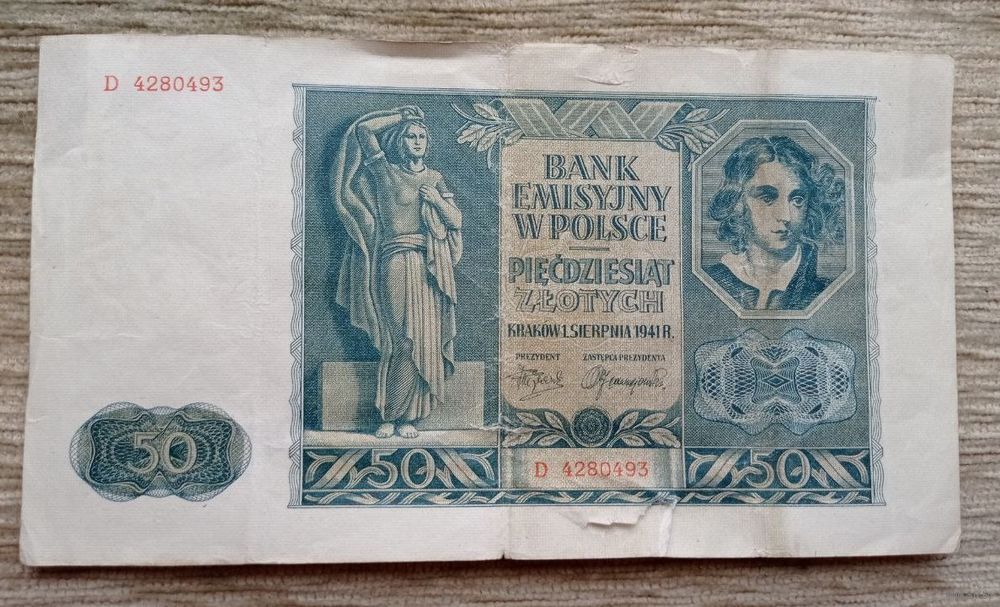 D 4280493
BANK
EMISYJNY
W POLSCE
PIĘĆDZIESIĄT
ZŁOTYCH
KRAKÓW 1. SIERPNIA 1941 R.
PREZYDENT ZASTĘPCA PREZYDENTA
50
50
D 4280493
50